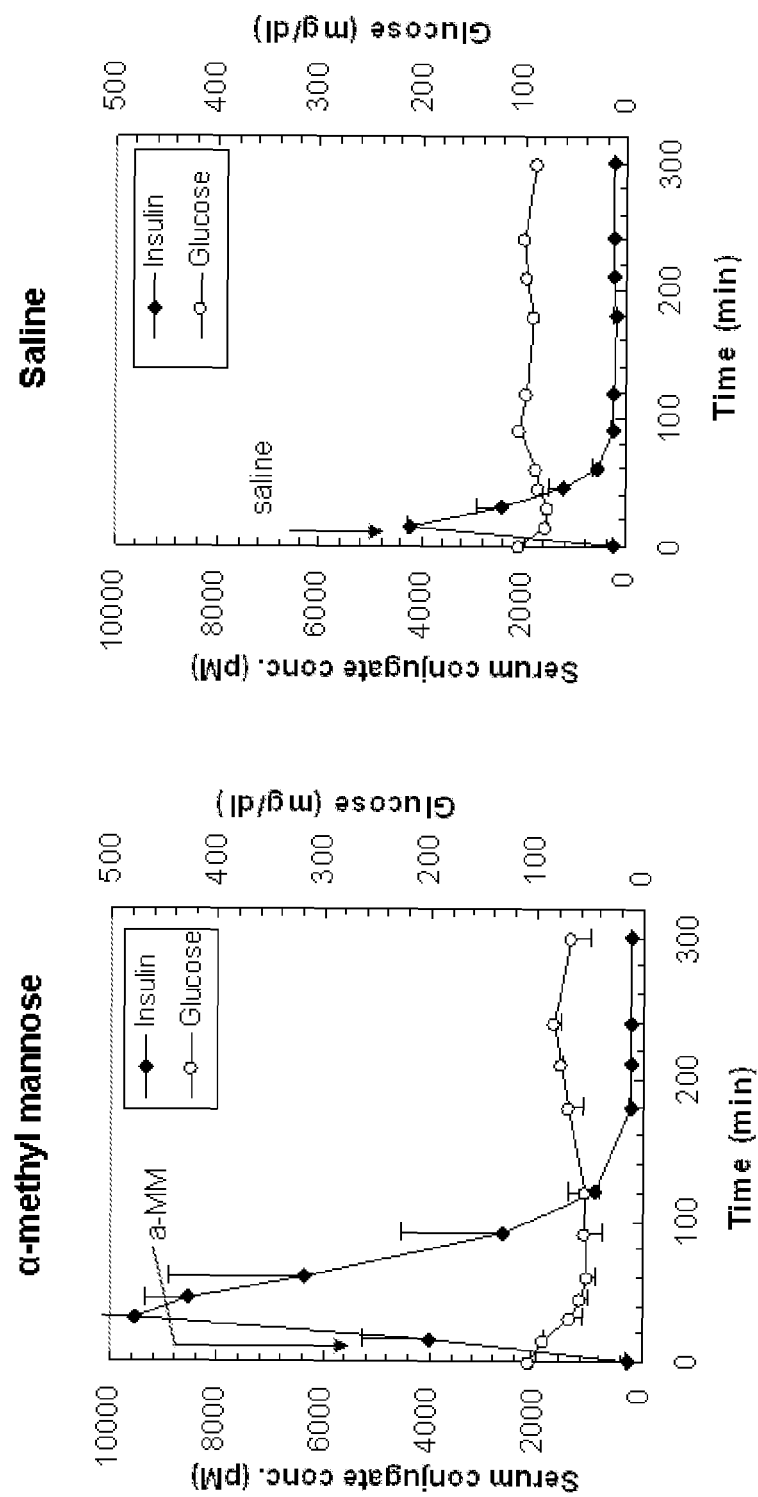 α-methyl mannose
Serum conjugate conc. (pM)
10000
8000
6000
4000
2000
0
a-MM
Insulin
Glucose
500
400
300
200
100
0
Glucose (mg/dl)
0
100
200
300
Time (min)
Saline
Serum conjugate conc. (pM)
10000
8000
6000
4000
2000
0
saline
Insulin
Glucose
500
400
300
200
100
0
Glucose (mg/dl)
0
100
200
300
Time (min)